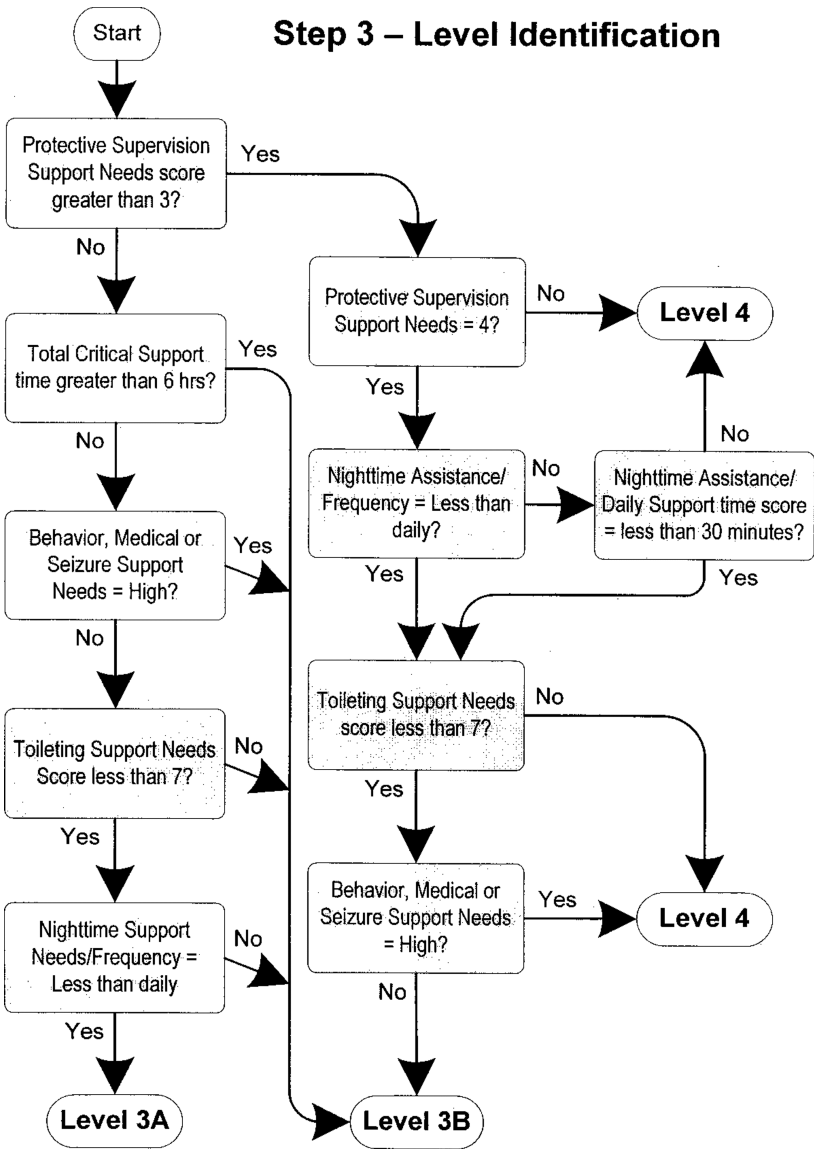 Step 3 – Level Identification
Start
Protective Supervision
Support Needs score
greater than 3?
Yes
No
Protective Supervision
Support Needs = 4?
No
Level 4
Yes
Total Critical Support
time greater than 6 hrs?
Yes
No
Nighttime Assistance/
Frequency = Less than
daily?
No
Yes
Nighttime Assistance/
Daily Support time score
= less than 30 minutes?
No
Yes
Behavior, Medical or
Seizure Support
Needs = High?
Yes
No
Toileting Support Needs
score less than 7?
No
Yes
Toileting Support Needs
Score less than 7?
No
Yes
Behavior, Medical or
Seizure Support Needs
= High?
Yes
Level 4
No
Nighttime Support
Needs/Frequency =
Less than daily
No
Yes
Level 3A
Level 3B